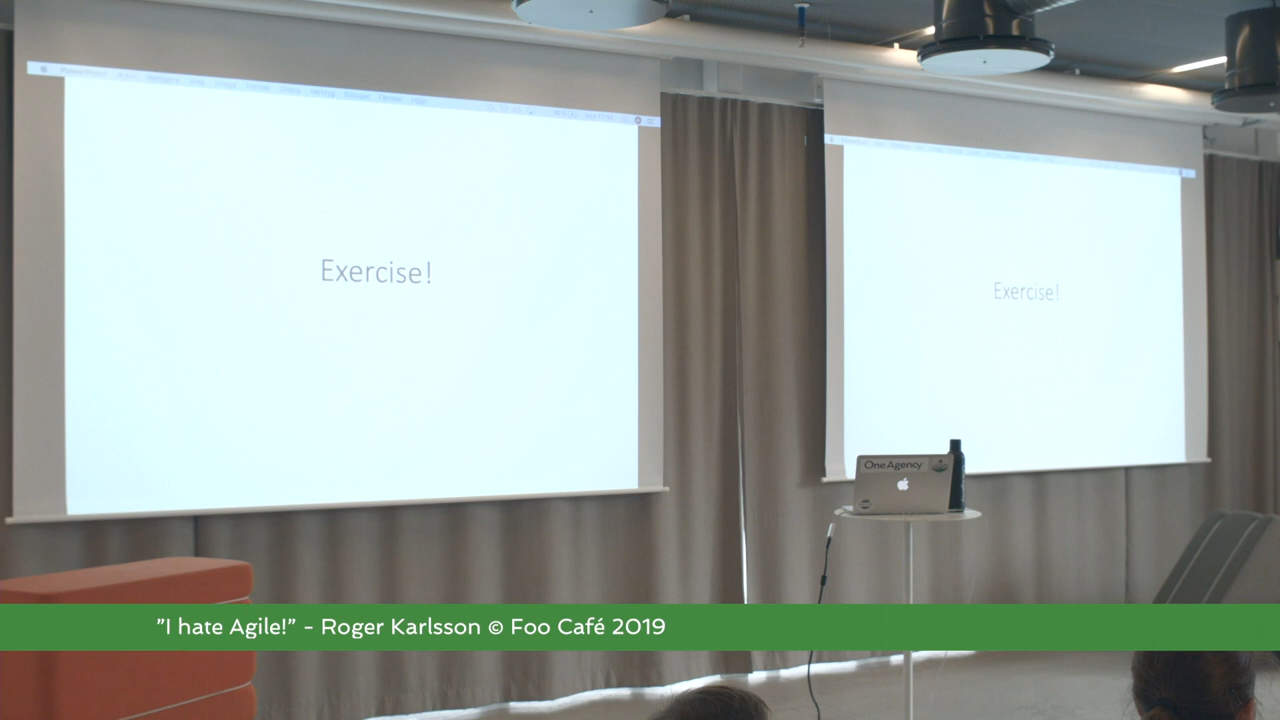 Exercise!
Exercise!
One Agency
”I hate Agile!” - Roger Karlsson © Foo Café 2019